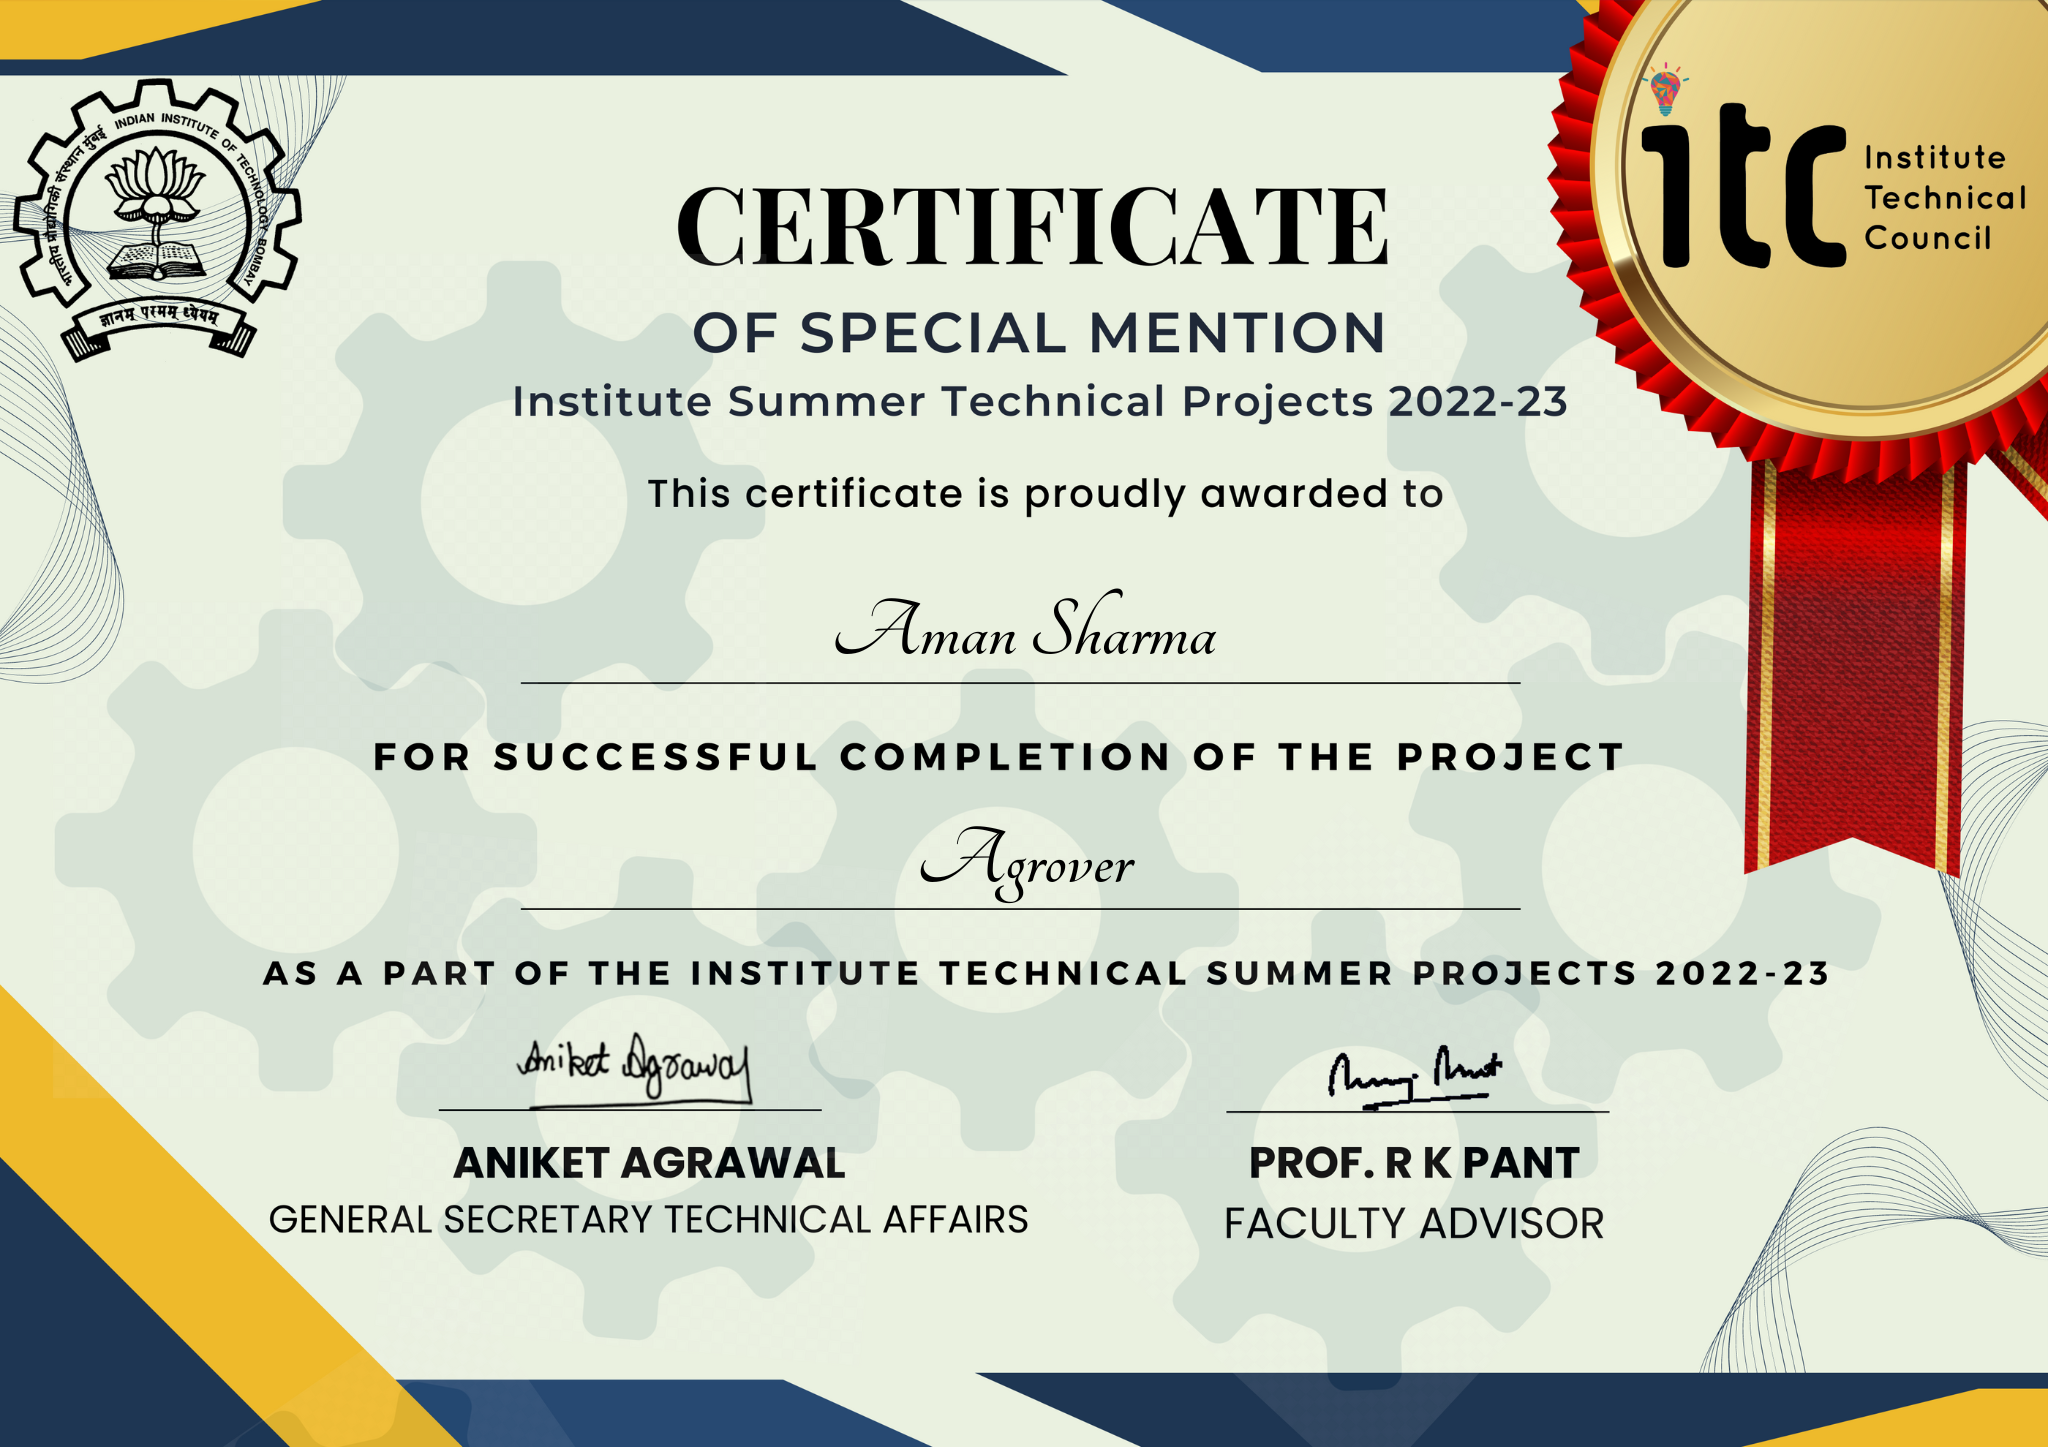 भारतीय प्रौद्योगिकी संस्थान मुंबई
INDIAN INSTITUTE OF TECHNOLOGY BOMBAY
ज्ञानम् परमम् ध्येयम्
itc
Institute
Technical
Council
CERTIFICATE
OF SPECIAL MENTION
Institute Summer Technical Projects 2022-23
This certificate is proudly awarded to
Aman Sharma
FOR SUCCESSFUL COMPLETION OF THE PROJECT
Agrover
AS A PART OF THE INSTITUTE TECHNICAL SUMMER PROJECTS 2022-23
Aniket Agrawal
ANIKET AGRAWAL
GENERAL SECRETARY TECHNICAL AFFAIRS
PROF. R K PANT
FACULTY ADVISOR